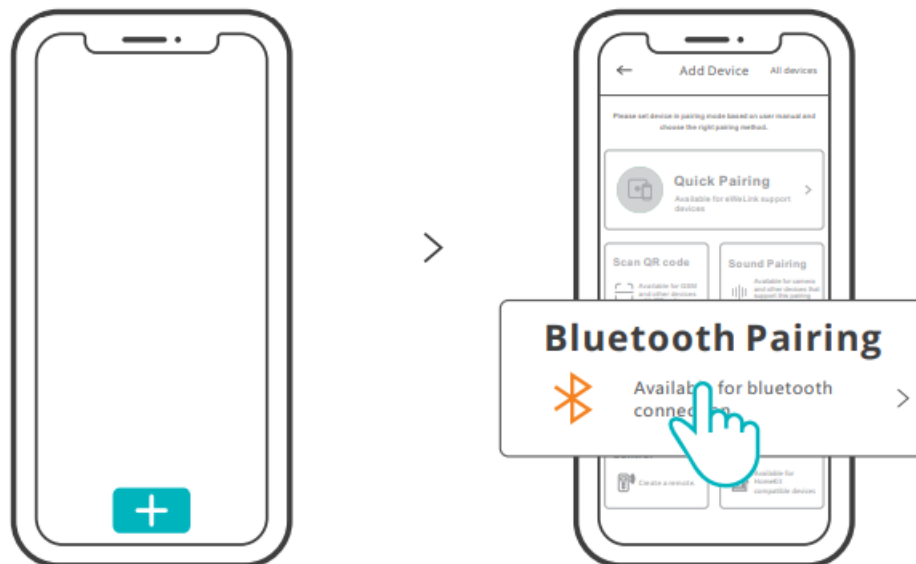 Add Device
All devices
Please set device in pairing mode based on user manual and
choose the right pairing method.
Quick Pairing
Available for eWeLink support
devices
Scan QR code
Available for GSM
and other devices
Sound Pairing
Available for camera
and other devices that
support this pairing
Bluetooth Pairing
Available for bluetooth
Create a remote.
Available for
HomeKit
compatible devices